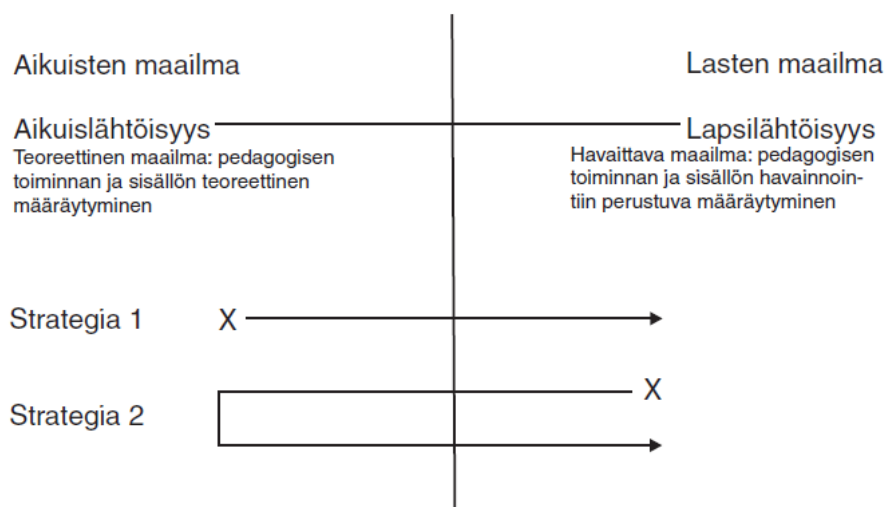 Aikuisten maailma
Lasten maailma
Aikuislähtöisyys
Lapsilähtöisyys
Teoreettinen maailma: pedagogisen
toiminnan ja sisällön teoreettinen
määräytyminen
Havaittava maailma: pedagogisen
toiminnan ja sisällön havainnoin-
tiin perustuva määräytyminen
Strategia 1
X
X
Strategia 2